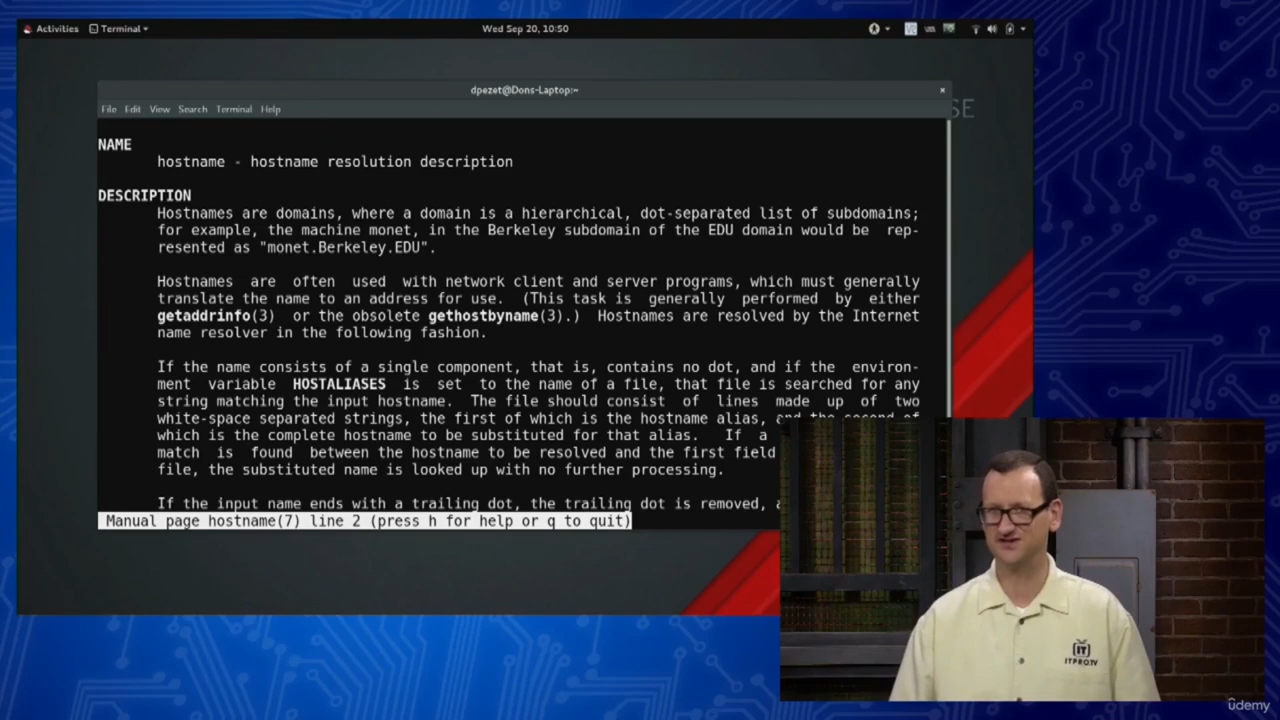 Activities Terminal Wed Sep 20, 10:50
dpezet@Dons-Laptop:~ ×
File Edit View Search Terminal Help
SE
NAME
hostname - hostname resolution description
DESCRIPTION
Hostnames are domains, where a domain is a hierarchical, dot-separated list of subdomains;
for example, the machine monet, in the Berkeley subdomain of the EDU domain would be rep-
resented as "monet.Berkeley.EDU".
Hostnames are often used with network client and server programs, which must generally
translate the name to an address for use. (This task is generally performed by either
getaddrinfo(3) or the obsolete gethostbyname(3).) Hostnames are resolved by the Internet
name resolver in the following fashion.
If the name consists of a single component, that is, contains no dot, and if the environ-
ment variable HOSTALIASES is set to the name of a file, that file is searched for any
string matching the input hostname. The file should consist of lines made up of two
white-space separated strings, the first of which is the hostname alias, and the second of
which is the complete hostname to be substituted for that alias. If a
match is found between the hostname to be resolved and the first field
file, the substituted name is looked up with no further processing.
If the input name ends with a trailing dot, the trailing dot is removed,
Manual page hostname(7) line 2 (press h for help or q to quit)
IT
ITPRO.TV
udemy